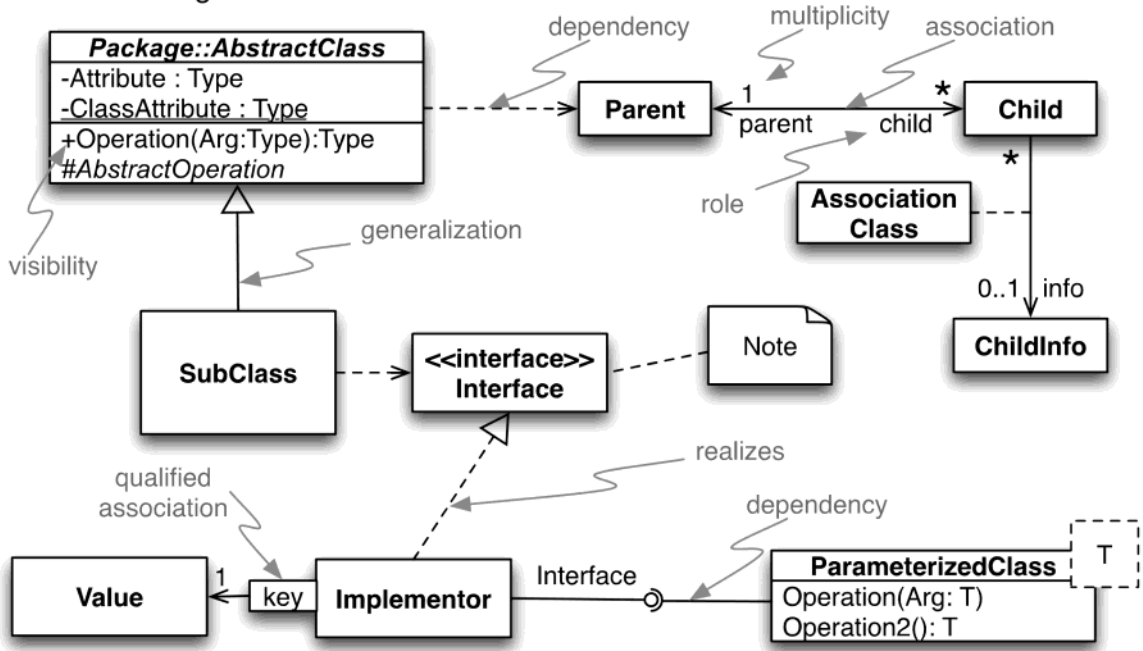 dependency
multiplicity
association
Package::AbstractClass
-Attribute : Type
-ClassAttribute : Type
+Operation(Arg:Type):Type
#AbstractOperation
Parent
1
parent
*
child
Child
*
role
Association
Class
visibility
generalization
0..1
info
ChildInfo
SubClass
<<interface>>
Interface
Note
realizes
qualified
association
dependency
Value
1
key
Implementor
Interface
T
ParameterizedClass
Operation(Arg: T)
Operation2(): T